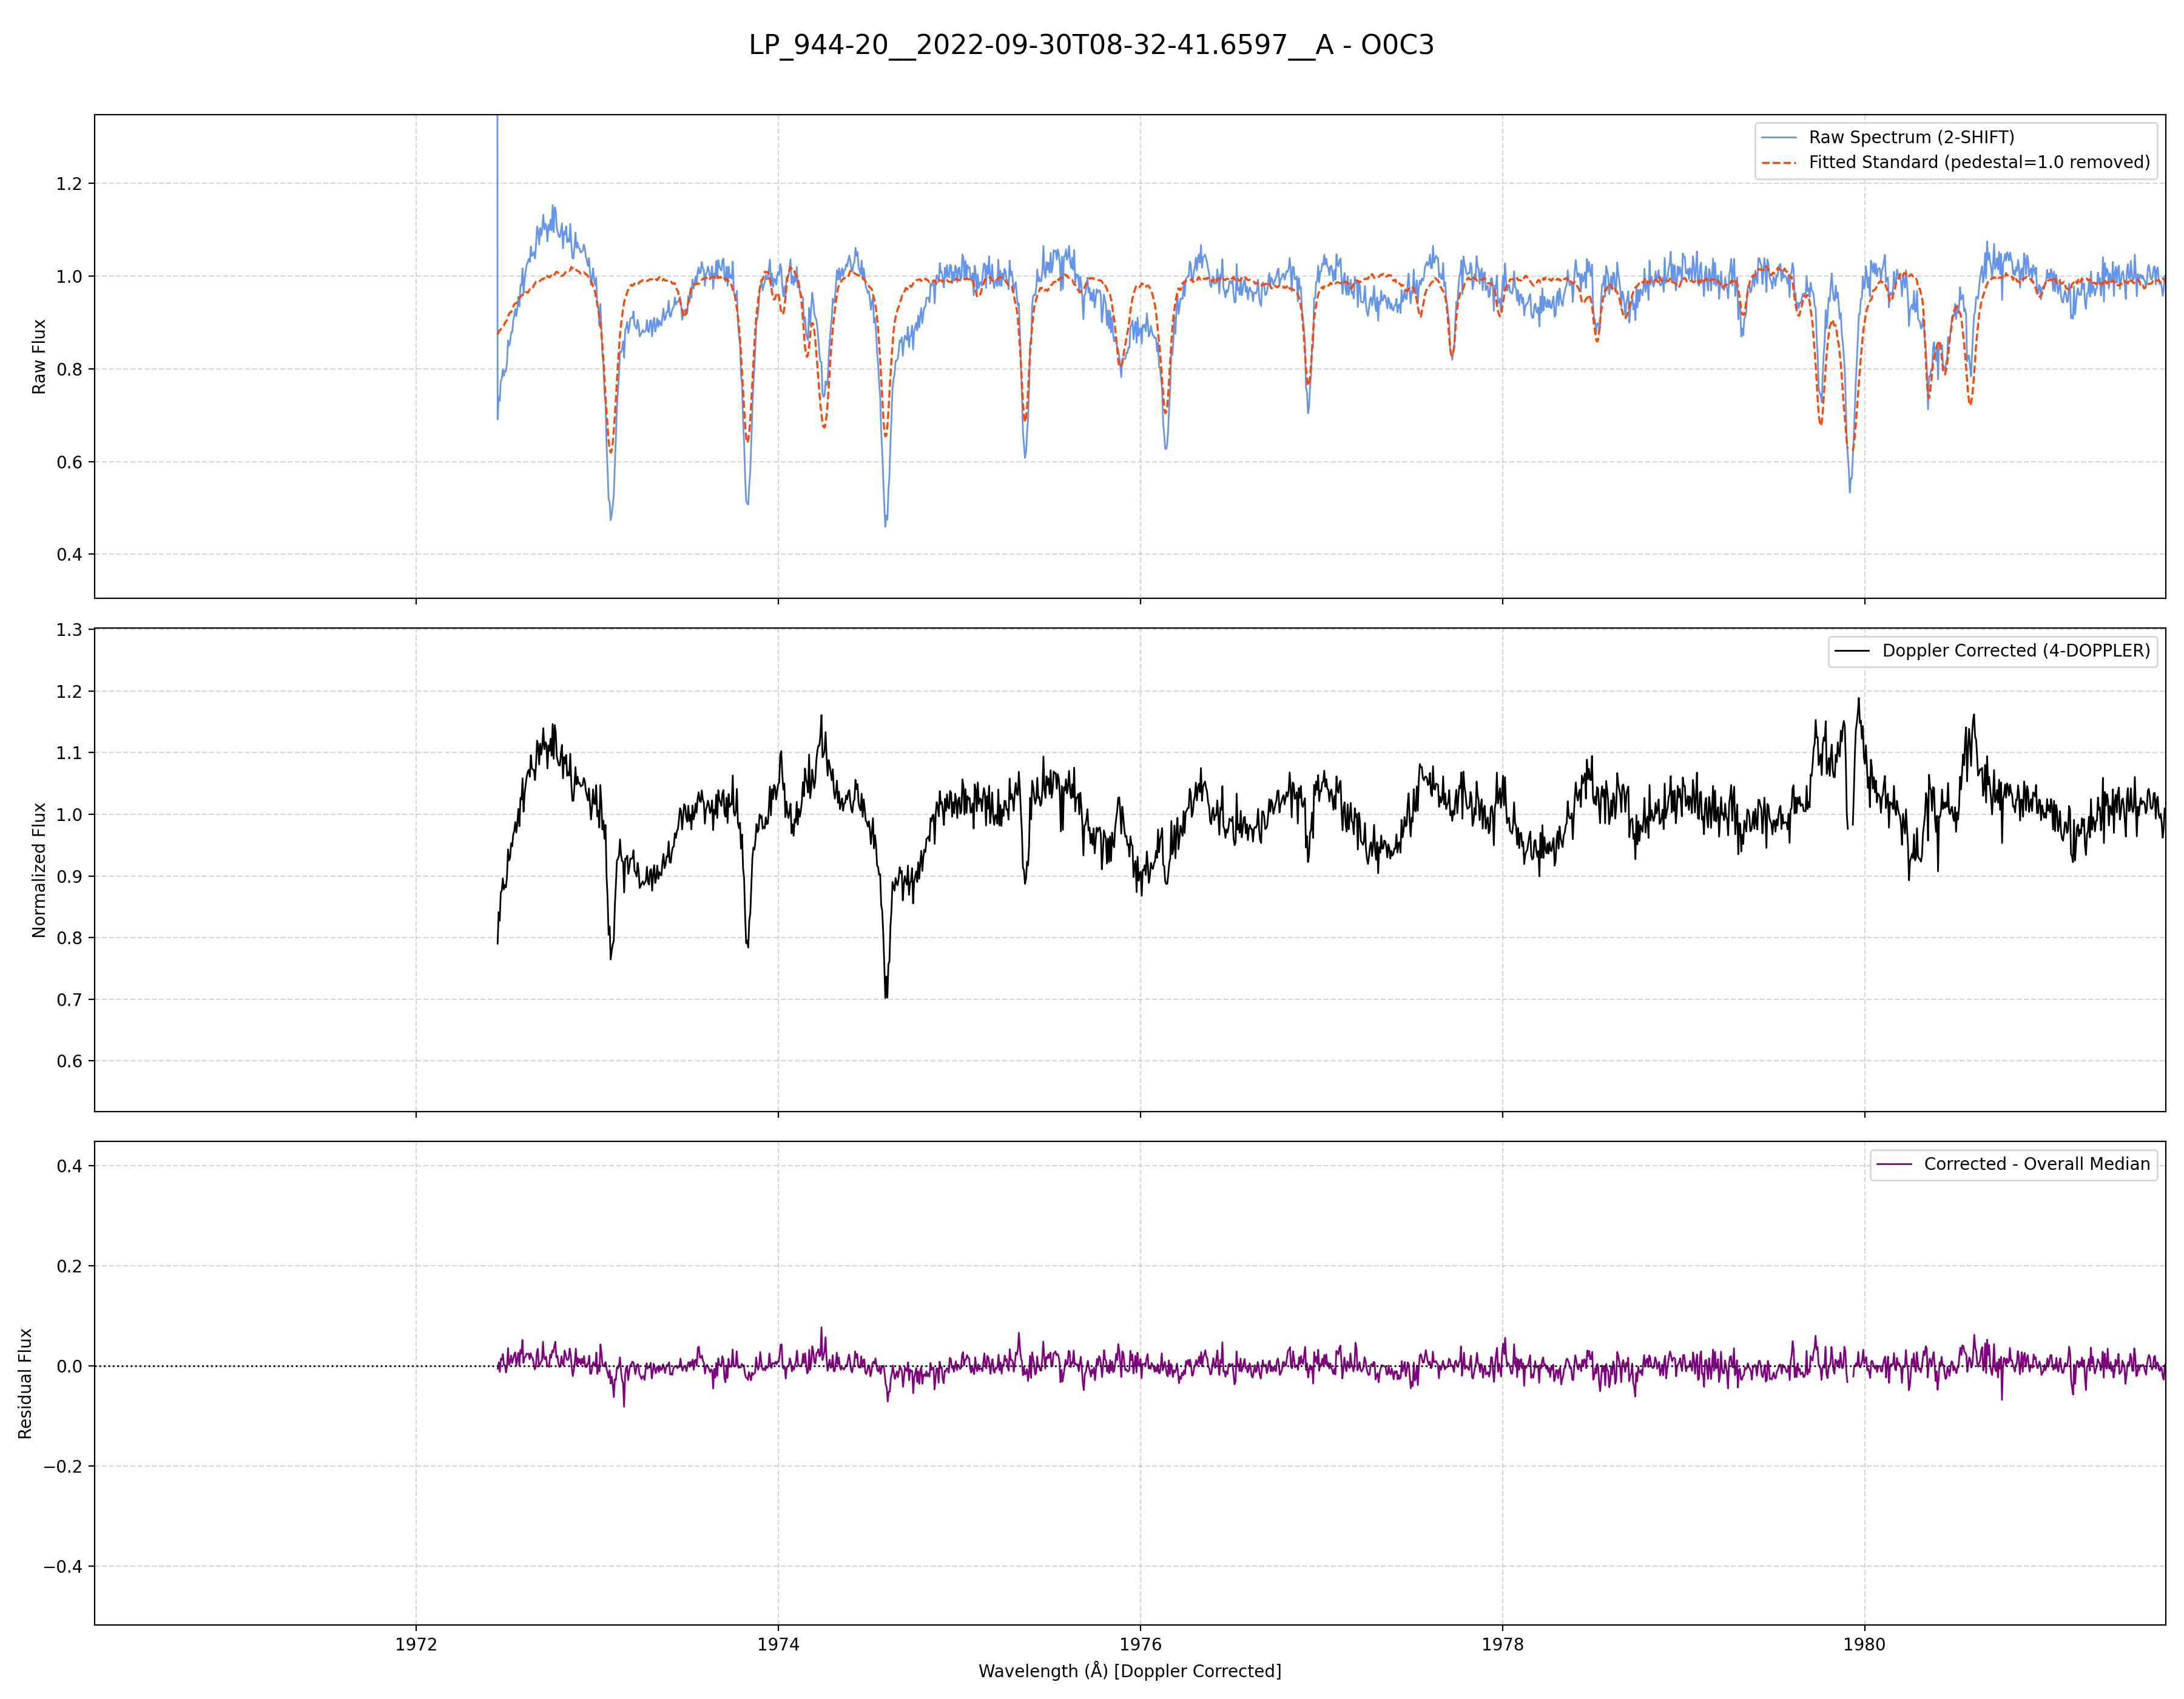 LP_944-20__2022-09-30T08-32-41.6597__A - O0C3
Raw Spectrum (2-SHIFT)
Fitted Standard (pedestal=1.0 removed)
1.2
1.0
0.8
0.6
0.4
Raw Flux
Doppler Corrected (4-DOPPLER)
1.3
1.2
1.1
1.0
0.9
0.8
0.7
0.6
Normalized Flux
Corrected - Overall Median
0.4
0.2
0.0
−0.2
−0.4
Residual Flux
1972 1974 1976 1978 1980
Wavelength (Å) [Doppler Corrected]